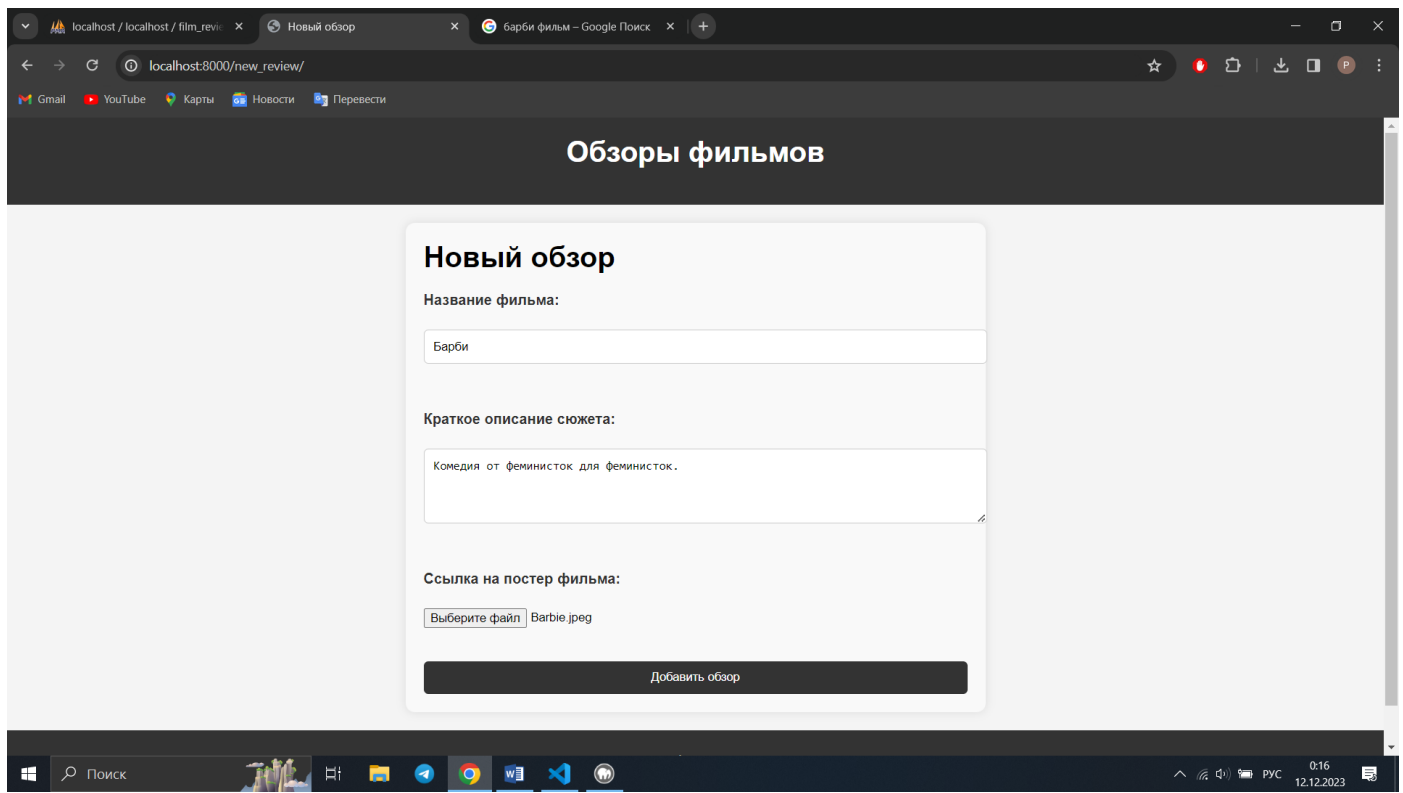 localhost / localhost / film_revie
Новый обзор
барби фильм – Google Поиск
localhost:8000/new_review/
P
Gmail
YouTube
Карты
Новости
Перевести
Обзоры фильмов
Новый обзор
Название фильма:
Барби
Краткое описание сюжета:
Комедия от феминисток для феминисток.
Ссылка на постер фильма:
Выберите файл Barbie.jpeg
Добавить обзор
Поиск
РУС
0:16
12.12.2023